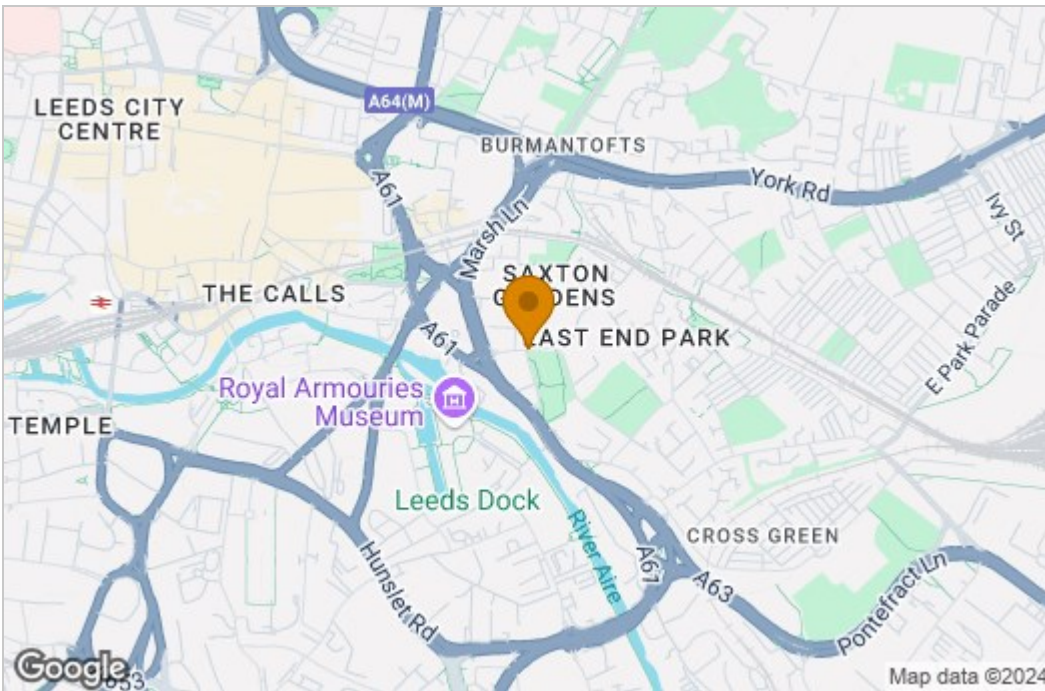 LEEDS CITY
CENTRE
A64(M)
BURMANTOFTS
York Rd
Ivy St
A61
Marsh Ln
SAXTON
GARDENS
THE CALLS
EAST END PARK
A61
E Park Parade
Royal Armouries
Museum
TEMPLE
Leeds Dock
River Aire
CROSS GREEN
Hunslet Rd
A61
A63
Pontefract Ln
Google
Map data ©2024